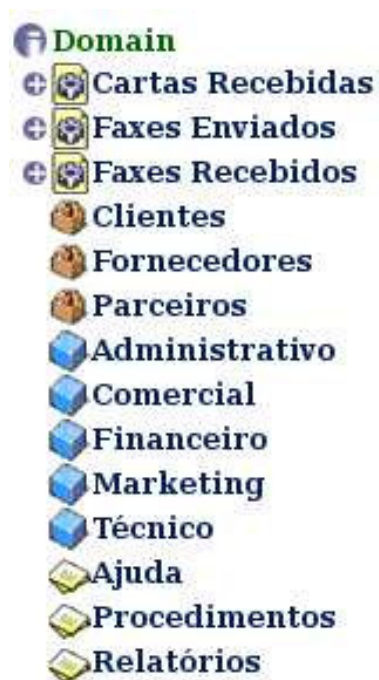 Domain
Cartas Recebidas
Faxes Enviados
Faxes Recebidos
Clientes
Fornecedores
Parceiros
Administrativo
Comercial
Financeiro
Marketing
Técnico
Ajuda
Procedimentos
Relatórios